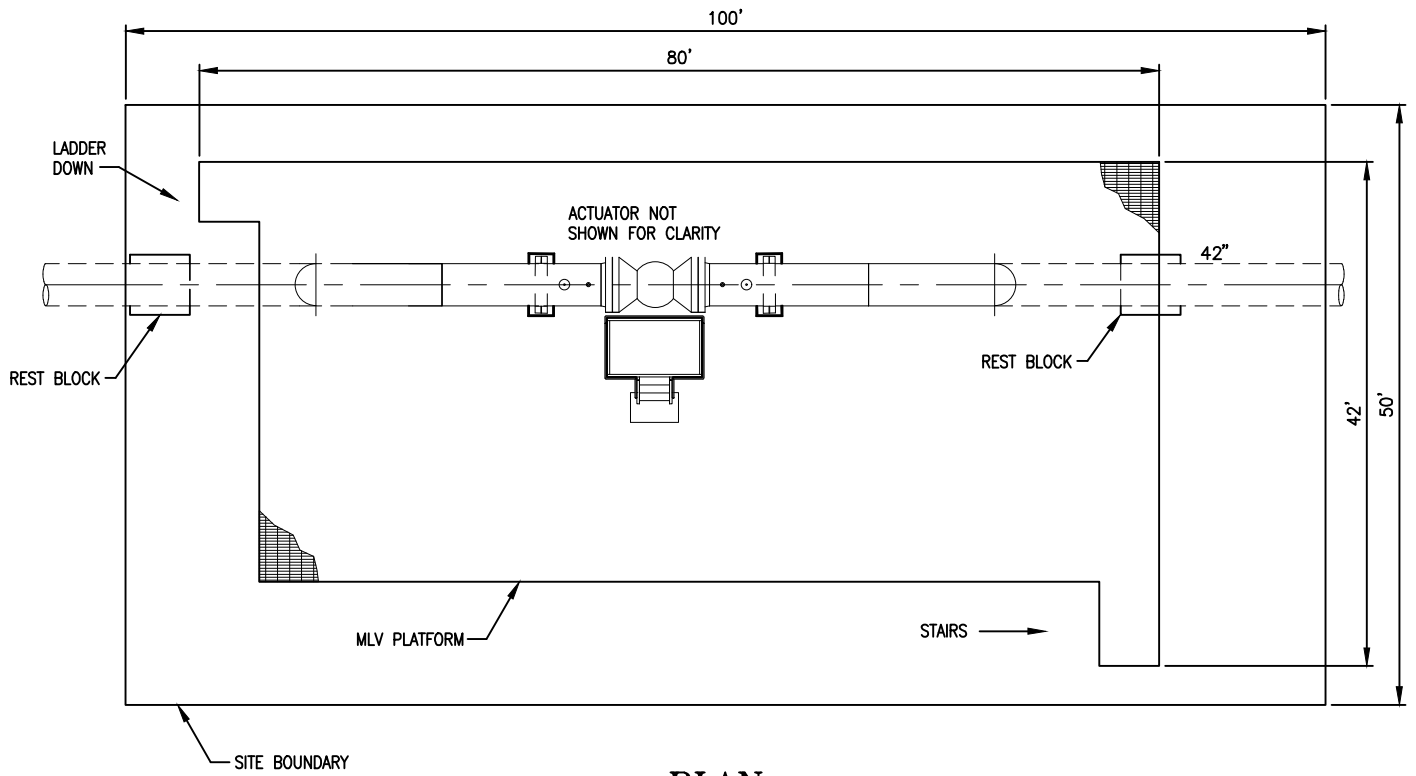 100'
80'
LADDER
DOWN
ACTUATOR NOT
SHOWN FOR CLARITY
42"
REST BLOCK
REST BLOCK
42'
50'
MLV PLATFORM
STAIRS
SITE BOUNDARY
PLAN